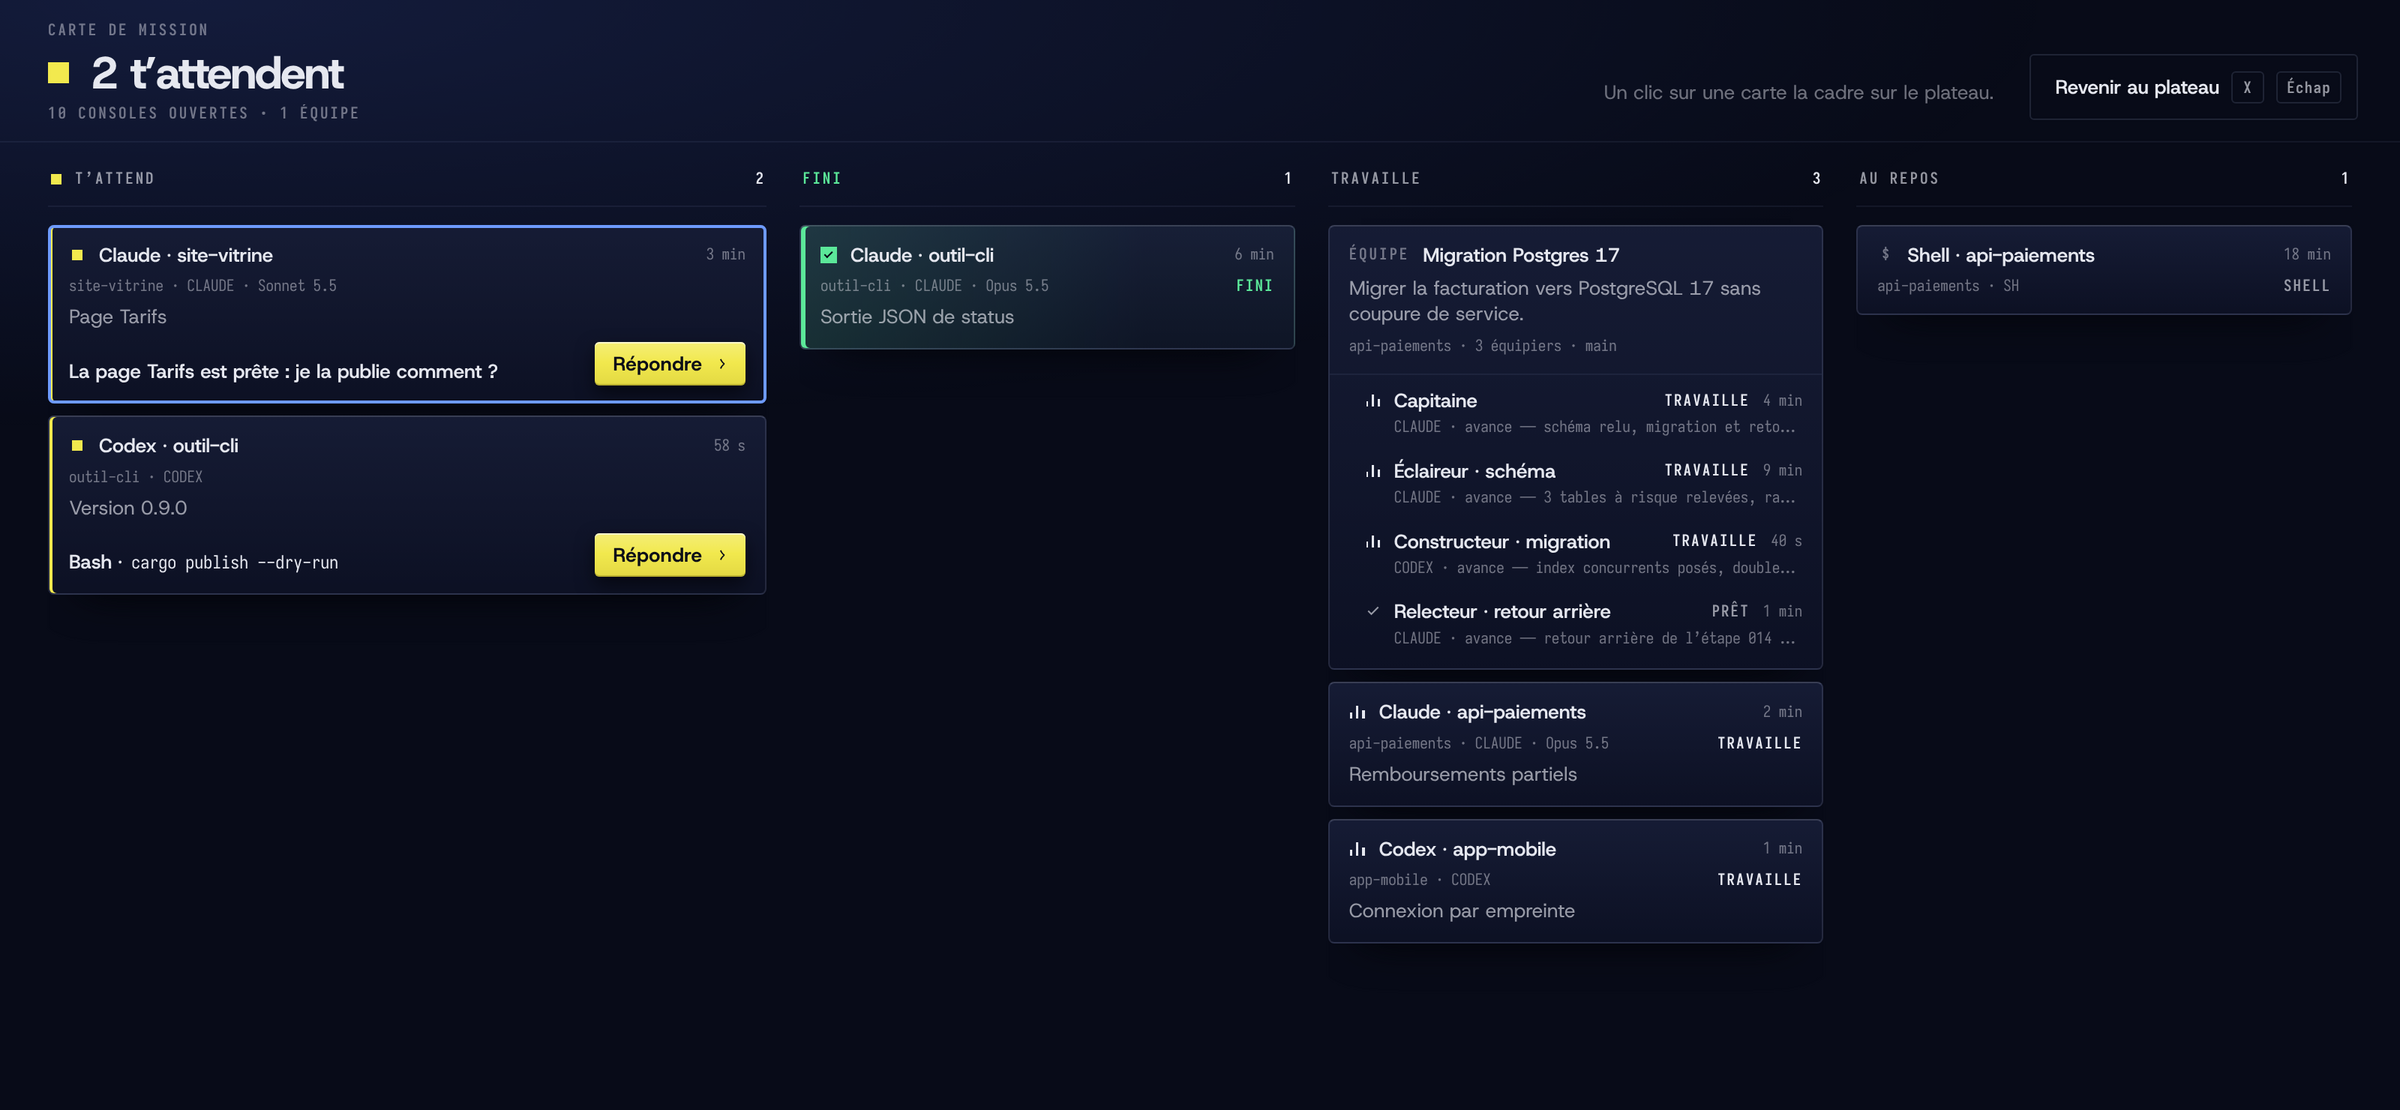 CARTE DE MISSION
2 t’attendent
10 CONSOLES OUVERTES · 1 ÉQUIPE
Un clic sur une carte la cadre sur le plateau.
Revenir au plateau X Échap
T’ATTEND 2
Claude · site-vitrine 3 min
site-vitrine · CLAUDE · Sonnet 5.5
Page Tarifs
La page Tarifs est prête : je la publie comment ?
Répondre ›
Codex · outil-cli 58 s
outil-cli · CODEX
Version 0.9.0
Bash · cargo publish --dry-run
Répondre ›
FINI 1
Claude · outil-cli 6 min
outil-cli · CLAUDE · Opus 5.5 FINI
Sortie JSON de status
TRAVAILLE 3
ÉQUIPE Migration Postgres 17
Migrer la facturation vers PostgreSQL 17 sans
coupure de service.
api-paiements · 3 équipiers · main
Capitaine TRAVAILLE 4 min
CLAUDE · avance — schéma relu, migration et reto...
Éclaireur · schéma TRAVAILLE 9 min
CLAUDE · avance — 3 tables à risque relevées, ra...
Constructeur · migration TRAVAILLE 40 s
CODEX · avance — index concurrents posés, double...
Relecteur · retour arrière PRÊT 1 min
CLAUDE · avance — retour arrière de l’étape 014 ...
Claude · api-paiements 2 min
api-paiements · CLAUDE · Opus 5.5 TRAVAILLE
Remboursements partiels
Codex · app-mobile 1 min
app-mobile · CODEX TRAVAILLE
Connexion par empreinte
AU REPOS 1
$ Shell · api-paiements 18 min
api-paiements · SH SHELL